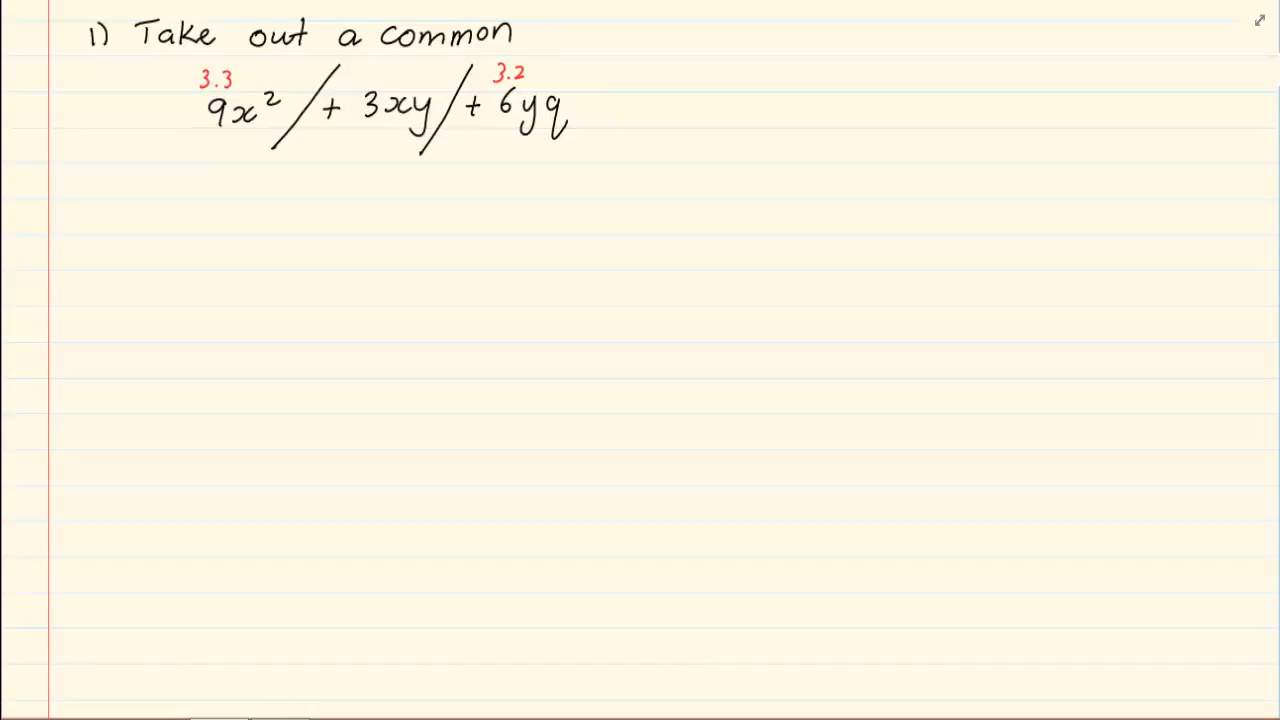 1) Take out a common
3.3 3.2
9x² / + 3xy / + 6yq